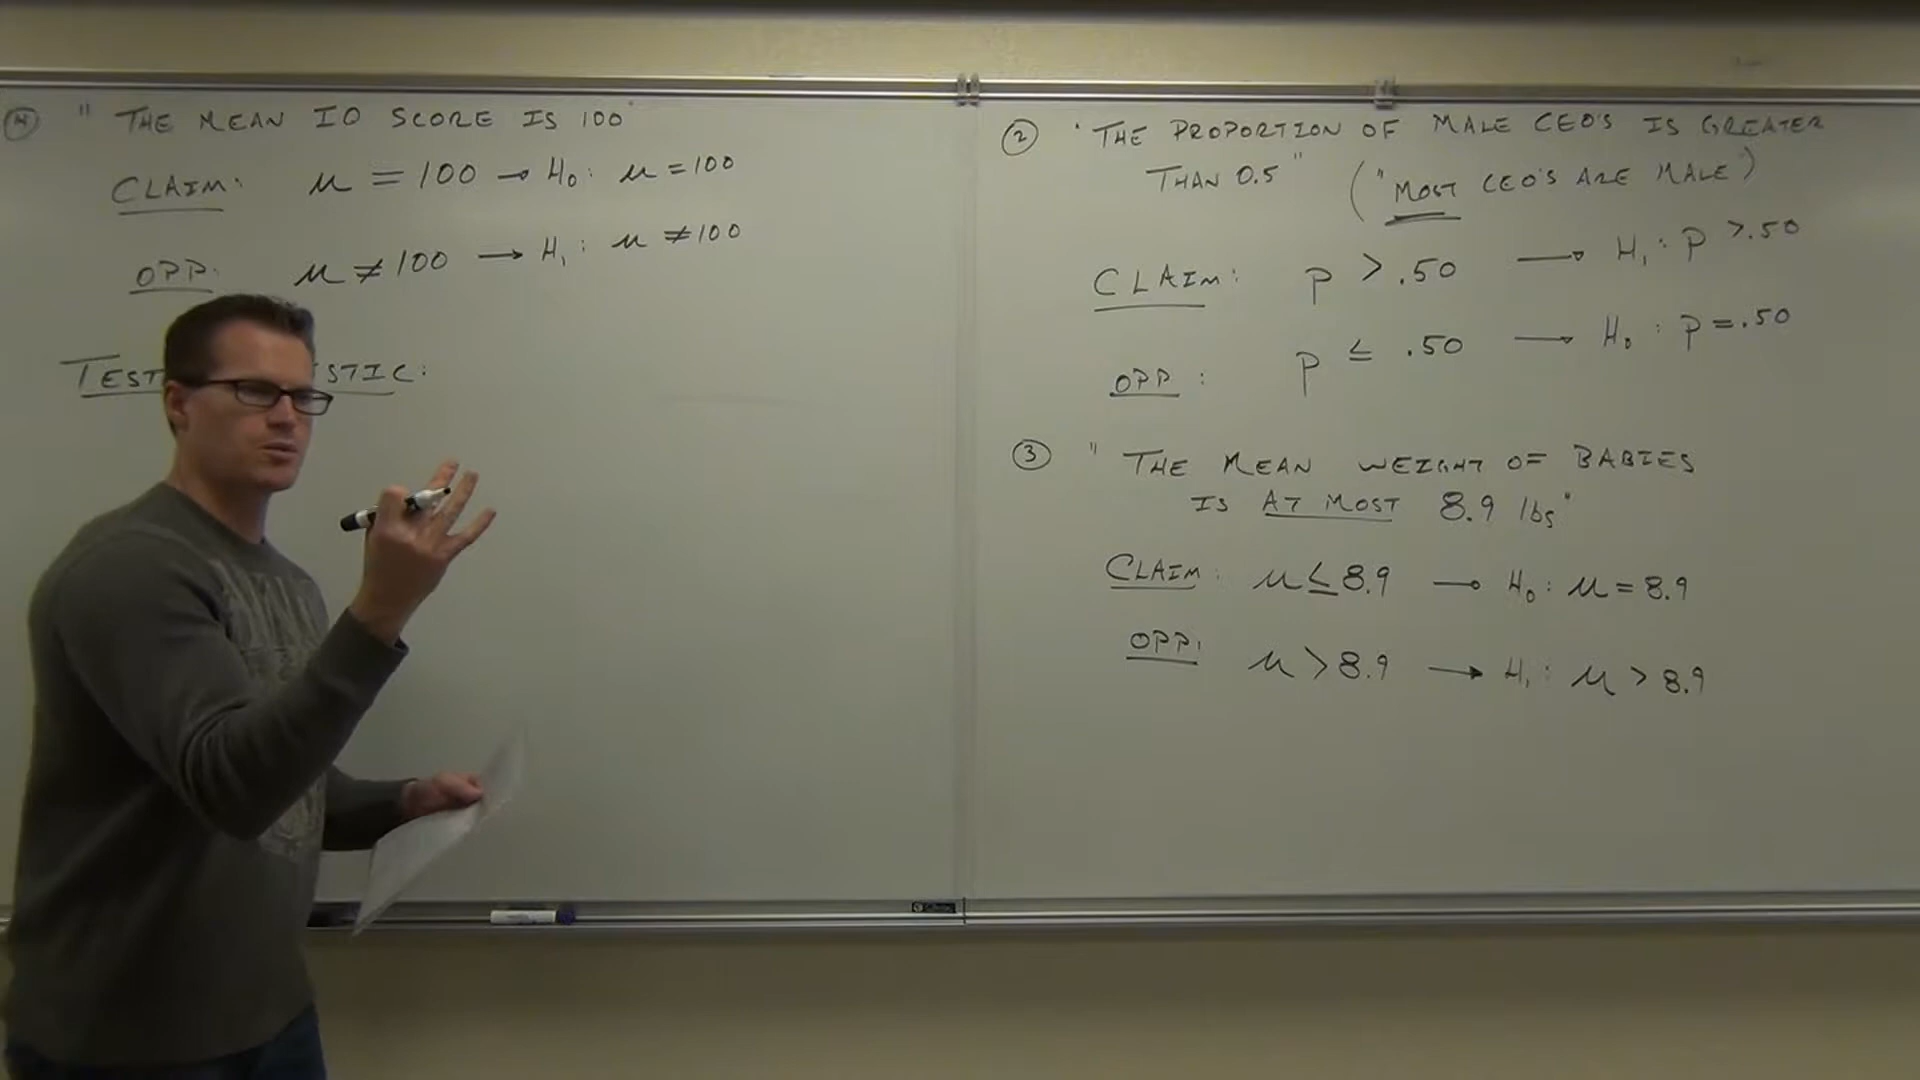 ④ "THE MEAN IQ SCORE IS 100"
CLAIM: μ = 100 → H₀: μ = 100
OPP: μ ≠ 100 → H₁: μ ≠ 100
TEST STIC:
② "THE PROPORTION OF MALE CEO'S IS GREATER
THAN 0.5" ("MOST CEO'S ARE MALE")
CLAIM: p > .50 → H₁: p > .50
OPP: p ≤ .50 → H₀: p = .50
③ "THE MEAN WEIGHT OF BABIES
IS AT MOST 8.9 lbs"
CLAIM: μ ≤ 8.9 → H₀: μ = 8.9
OPP: μ > 8.9 → H₁: μ > 8.9